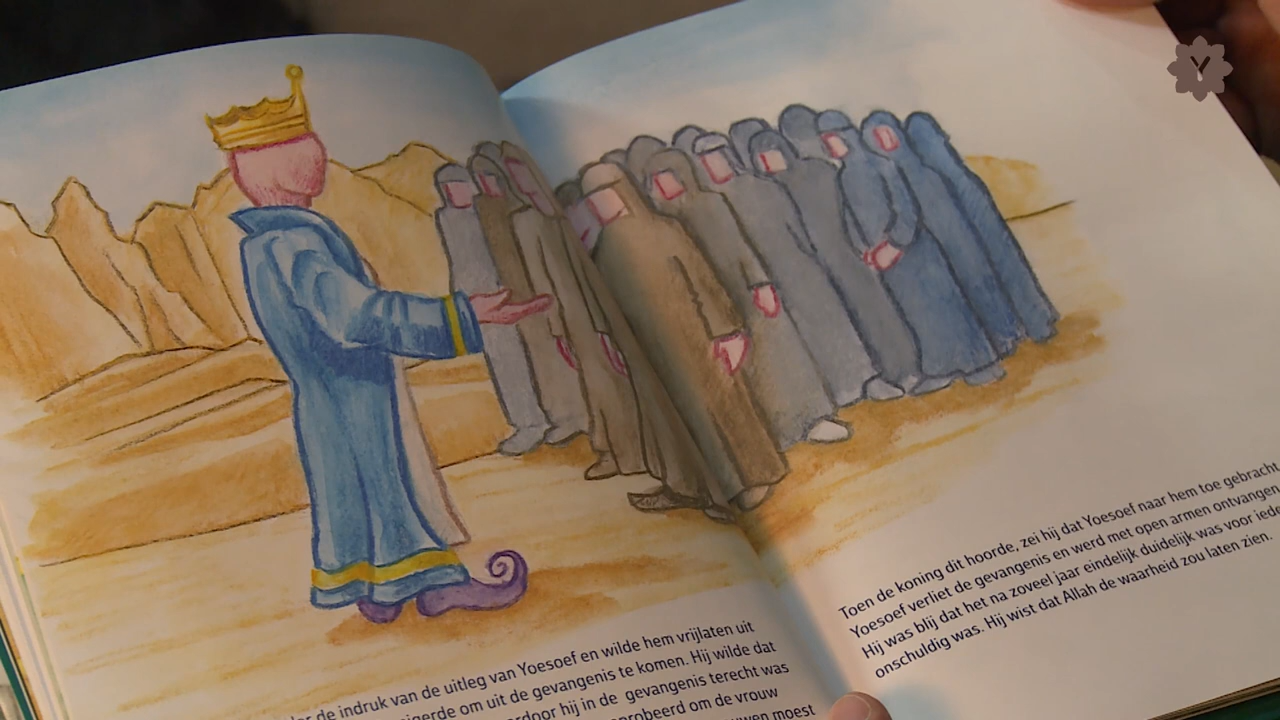 de indruk van de uitleg van Yoesoef en wilde hem vrijlaten uit
om uit de gevangenis te komen. Hij wilde dat
hij in de gevangenis terecht was
om de vrouw
moest
Toen de koning dit hoorde, zei hij dat Yoesoef naar hem toe gebracht
Yoesoef verliet de gevangenis en werd met open armen ontvangen
Hij was blij dat het na zoveel jaar eindelijk duidelijk was voor
onschuldig was. Hij wist dat Allah de waarheid zou laten zien.
Y